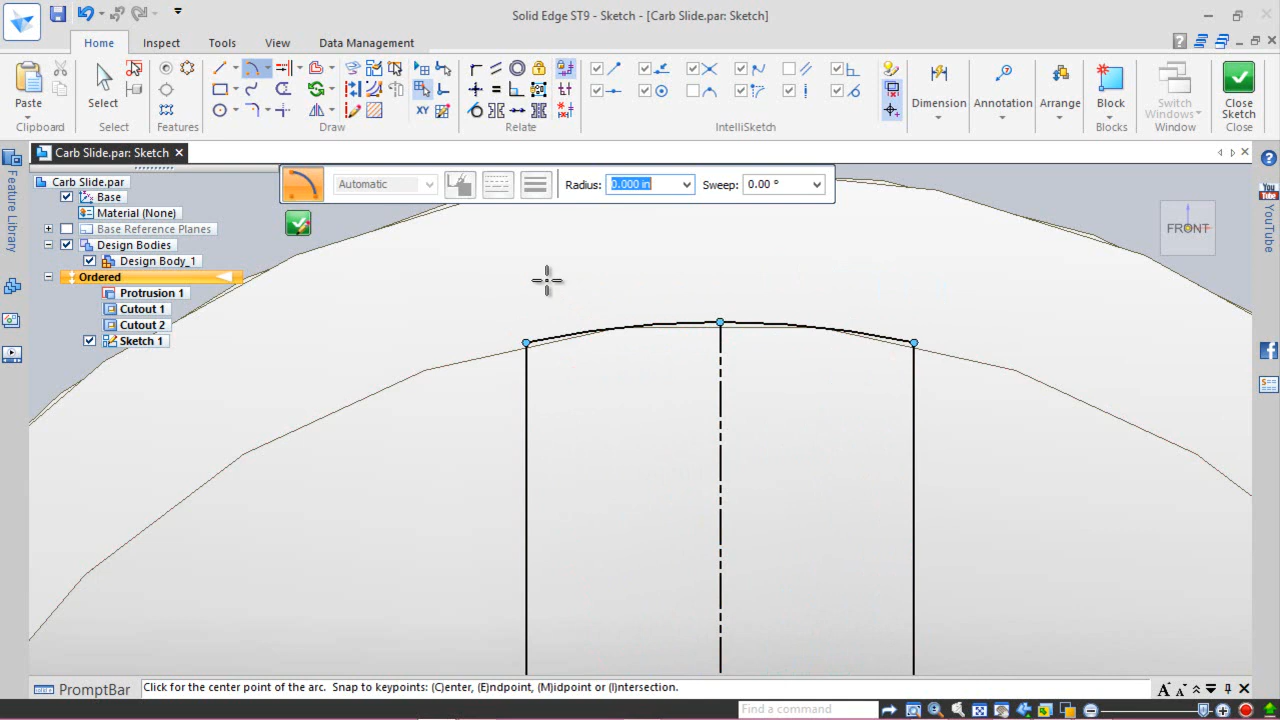 Solid Edge ST9 - Sketch - [Carb Slide.par: Sketch]
Home Inspect Tools View Data Management
Paste Select Dimension Annotation Arrange Block Switch Windows Close Sketch
Clipboard Select Features Draw Relate IntelliSketch Blocks Window Close
Carb Slide.par: Sketch
Automatic Radius: 0.000 in Sweep: 0.00 °
Carb Slide.par
Base
Material (None)
Base Reference Planes
Design Bodies
Design Body_1
Ordered
Protrusion 1
Cutout 1
Cutout 2
Sketch 1
Feature Library
FRONT
You Tube
YouTube
PromptBar Click for the center point of the arc. Snap to keypoints: (C)enter, (E)ndpoint, (M)idpoint or (I)ntersection.
Find a command